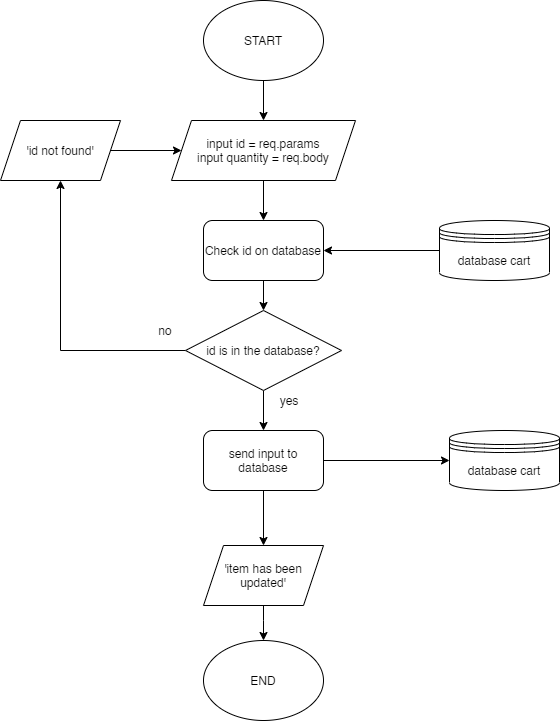 START
'id not found'
input id = req.params
input quantity = req.body
Check id on database
database cart
no
id is in the database?
yes
send input to
database
database cart
'item has been
updated'
END